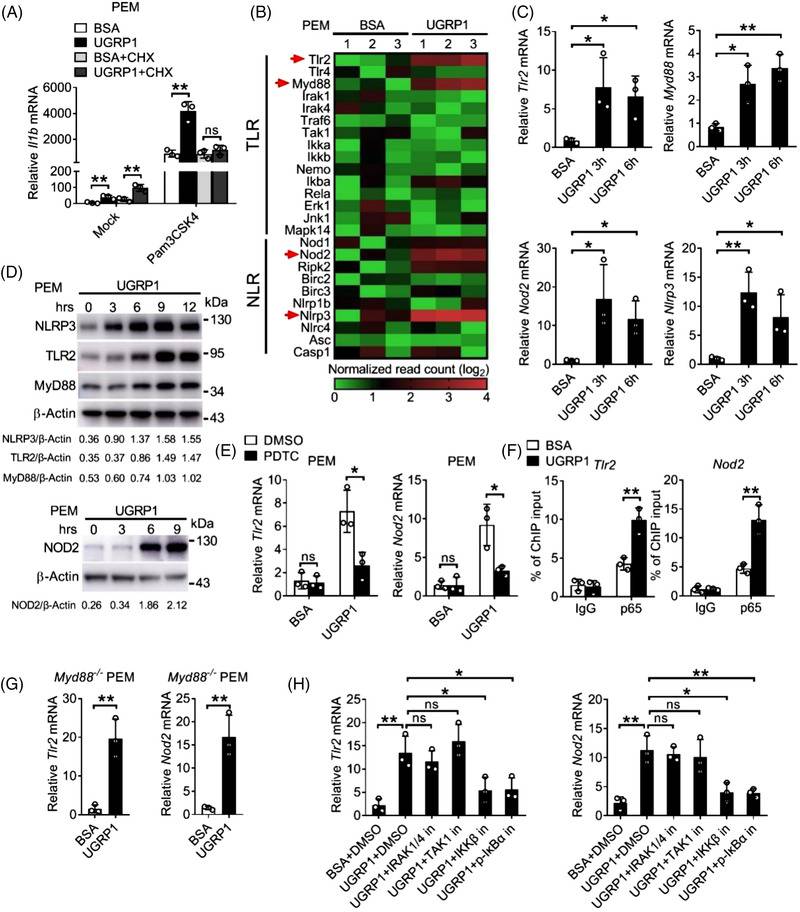 (A)
PEM
BSA
UGRP1
BSA+CHX
UGRP1+CHX
Relative Il1b mRNA
6000
4000
2000
200
100
0
**
**
**
ns
Mock
Pam3CSK4
(B)
PEM BSA UGRP1
1 2 3 1 2 3
TLR
Tlr2
Tlr4
Myd88
Irak1
Irak4
Traf6
Tak1
Ikka
Ikkb
Nemo
Ikba
Rela
Erk1
Jnk1
Mapk14
NLR
Nod1
Nod2
Ripk2
Birc2
Birc3
Nlrp1b
Nlrp3
Nlrc4
Asc
Casp1
Normalized read count (log2)
0 1 2 3 4
(C)
Relative Tlr2 mRNA
15
10
5
0
*
*
BSA
UGRP1 3h
UGRP1 6h
Relative Myd88 mRNA
5
4
3
2
1
0
**
*
BSA
UGRP1 3h
UGRP1 6h
Relative Nod2 mRNA
30
20
10
0
*
*
BSA
UGRP1 3h
UGRP1 6h
Relative Nlrp3 mRNA
20
15
10
5
0
*
**
BSA
UGRP1 3h
UGRP1 6h
(D)
PEM UGRP1
hrs 0 3 6 9 12 kDa
NLRP3 130
TLR2 95
MyD88 34
β-Actin 43
NLRP3/β-Actin 0.36 0.90 1.37 1.58 1.55
TLR2/β-Actin 0.35 0.37 0.86 1.49 1.47
MyD88/β-Actin 0.53 0.60 0.74 1.03 1.02
PEM UGRP1
hrs 0 3 6 9 kDa
NOD2 130
β-Actin 43
NOD2/β-Actin 0.26 0.34 1.86 2.12
(E)
DMSO
PDTC
PEM
Relative Tlr2 mRNA
10
8
6
4
2
0
ns
*
BSA
UGRP1
PEM
Relative Nod2 mRNA
15
10
5
0
ns
*
BSA
UGRP1
(F)
BSA
UGRP1
Tlr2
% of ChIP input
15
10
5
0
**
IgG p65
Nod2
% of ChIP input
20
15
10
5
0
**
IgG p65
(G)
Myd88-/- PEM
Relative Tlr2 mRNA
30
20
10
0
**
BSA
UGRP1
Myd88-/- PEM
Relative Nod2 mRNA
25
20
15
10
5
0
**
BSA
UGRP1
(H)
Relative Tlr2 mRNA
25
20
15
10
5
0
*
*
ns
** ns
BSA+DMSO
UGRP1+DMSO
UGRP1+IRAK1/4 in
UGRP1+TAK1 in
UGRP1+IKKβ in
UGRP1+p-IκBα in
Relative Nod2 mRNA
20
15
10
5
0
**
*
ns
** ns
BSA+DMSO
UGRP1+DMSO
UGRP1+IRAK1/4 in
UGRP1+TAK1 in
UGRP1+IKKβ in
UGRP1+p-IκBα in